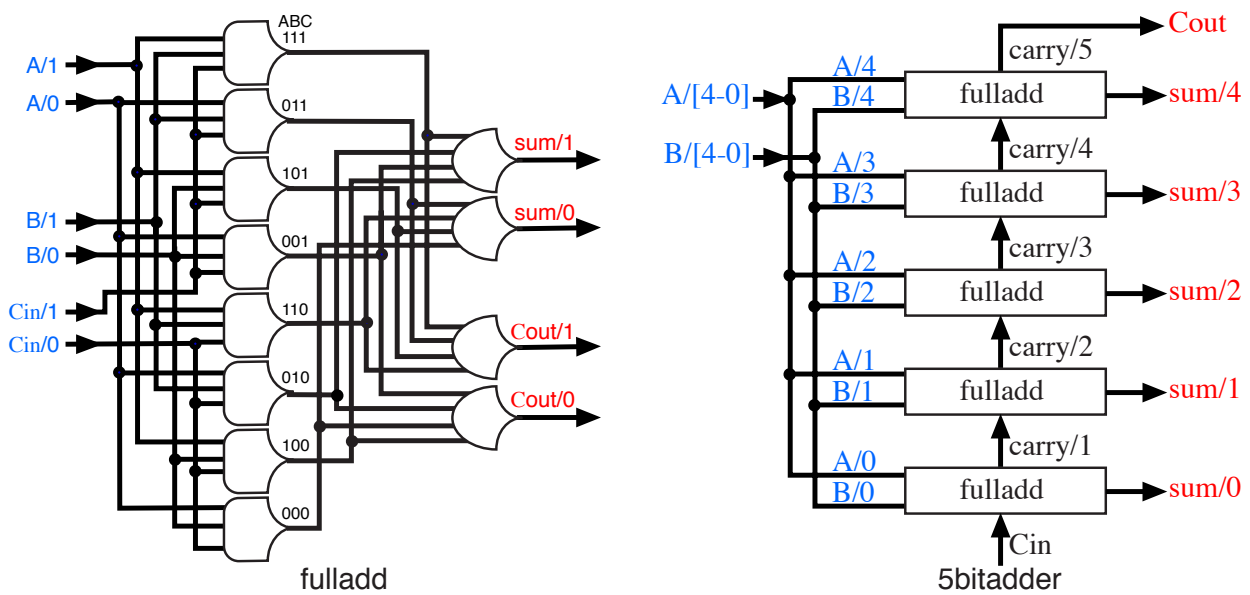 ABC
111
A/1
A/0
011
101
B/1
B/0
001
Cin/1
Cin/0
110
010
100
000
sum/1
sum/0
Cout/1
Cout/0
fulladd
Cout
carry/5
A/[4-0]
B/[4-0]
A/4
B/4
fulladd
sum/4
carry/4
A/3
B/3
fulladd
sum/3
carry/3
A/2
B/2
fulladd
sum/2
carry/2
A/1
B/1
fulladd
sum/1
carry/1
A/0
B/0
fulladd
sum/0
Cin
5bitadder